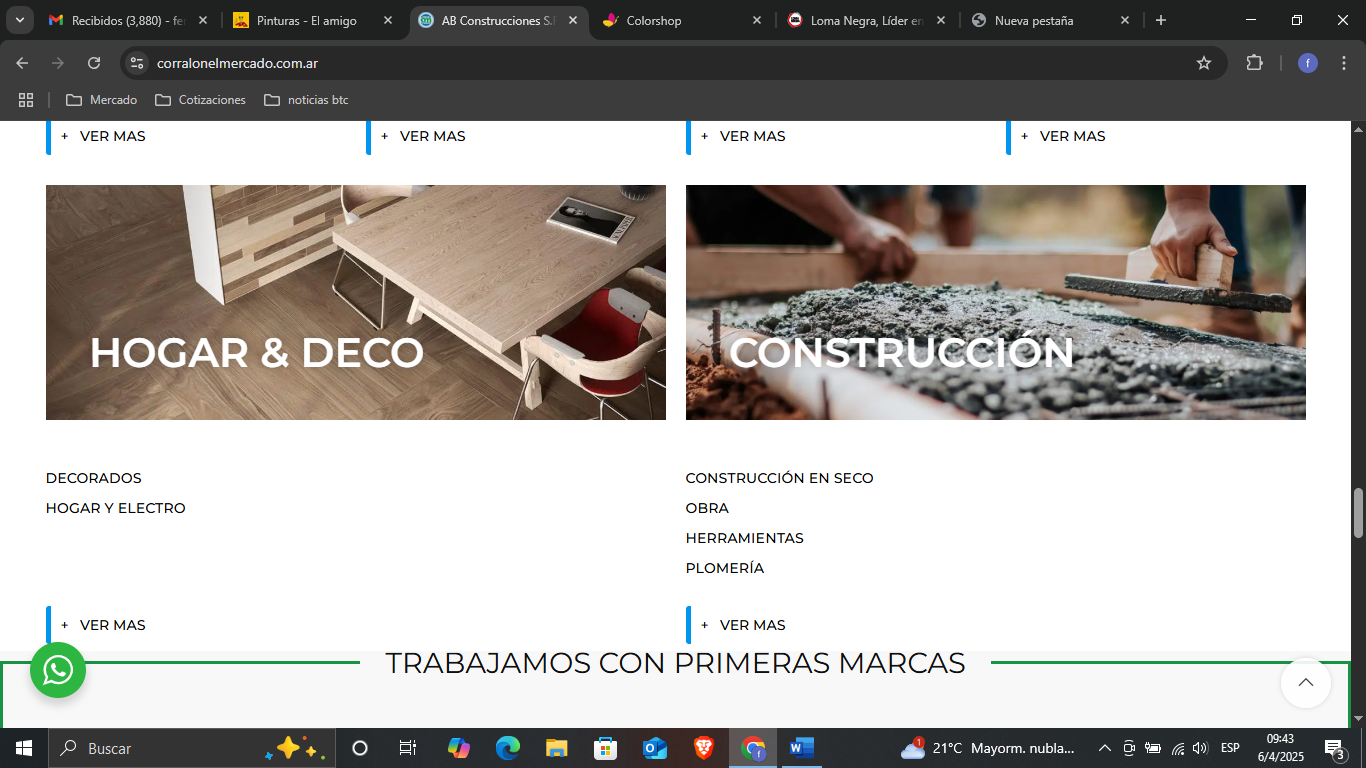 Recibidos (3,880) - fe
Pinturas - El amigo
AB Construcciones S.
Colorshop
Loma Negra, Líder en
Nueva pestaña
corralonelmercado.com.ar
f
Mercado
Cotizaciones
noticias btc
+ VER MAS
+ VER MAS
+ VER MAS
+ VER MAS
HOGAR & DECO
CONSTRUCCIÓN
DECORADOS
HOGAR Y ELECTRO
CONSTRUCCIÓN EN SECO
OBRA
HERRAMIENTAS
PLOMERÍA
+ VER MAS
+ VER MAS
TRABAJAMOS CON PRIMERAS MARCAS
Buscar
1
21°C Mayorm. nubla...
ESP
09:43
6/4/2025
3